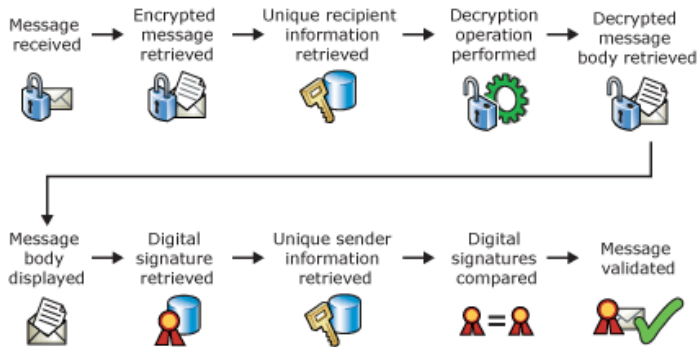 Message
received
Encrypted
message
retrieved
Unique recipient
information
retrieved
Decryption
operation
performed
Decrypted
message
body retrieved
Message
body
displayed
Digital
signature
retrieved
Unique sender
information
retrieved
Digital
signatures
compared
Message
validated